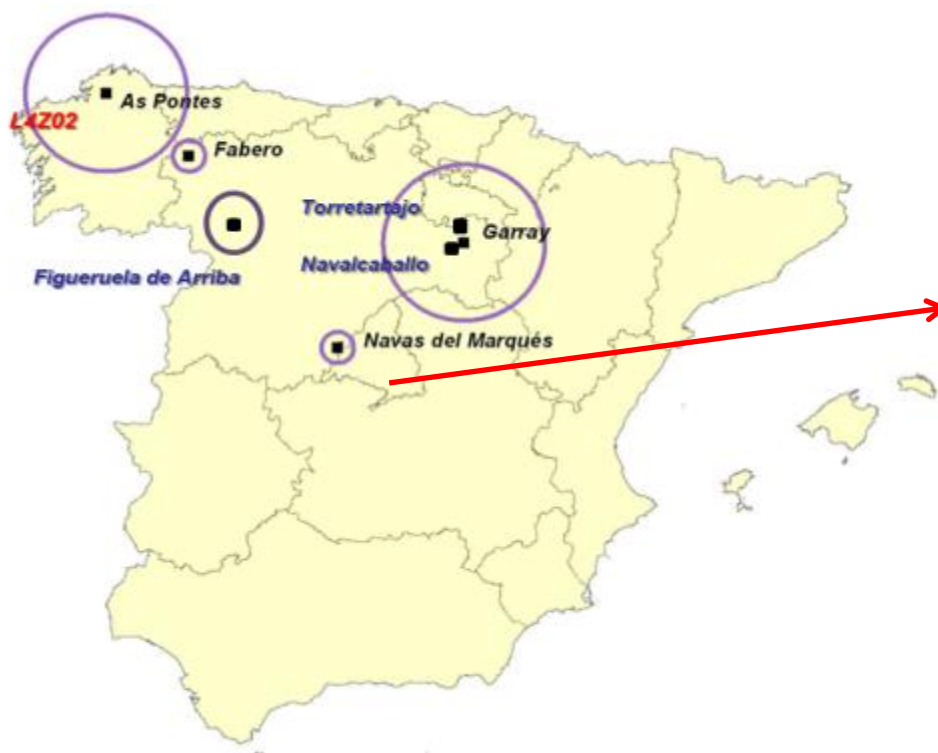 As Pontes
L4Z02
Fabero
Torretartajo
Garray
Navalcaballo
Figueruela de Arriba
Navas del Marqués